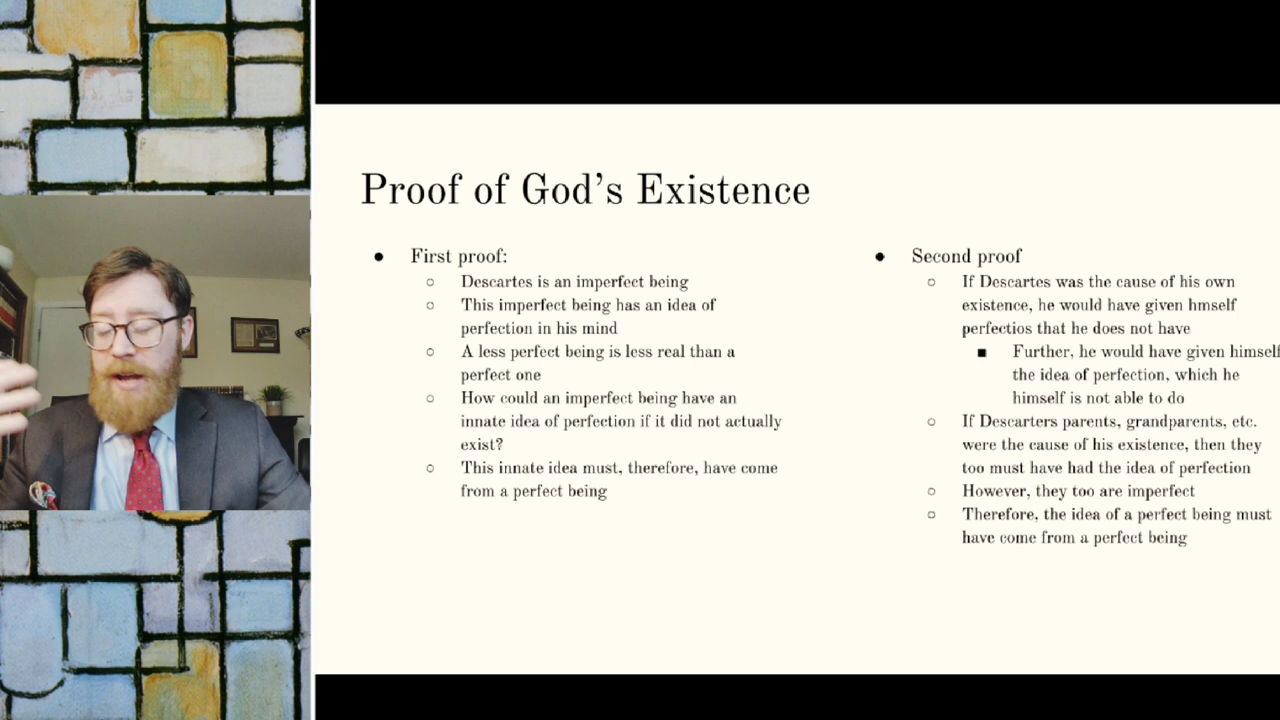 Proof of God's Existence
● First proof:
○ Descartes is an imperfect being
○ This imperfect being has an idea of
perfection in his mind
○ A less perfect being is less real than a
perfect one
○ How could an imperfect being have an
innate idea of perfection if it did not actually
exist?
○ This innate idea must, therefore, have come
from a perfect being
● Second proof
○ If Descartes was the cause of his own
existence, he would have given hmself
perfectios that he does not have
■ Further, he would have given himself
the idea of perfection, which he
himself is not able to do
○ If Descarters parents, grandparents, etc.
were the cause of his existence, then they
too must have had the idea of perfection
○ However, they too are imperfect
○ Therefore, the idea of a perfect being must
have come from a perfect being